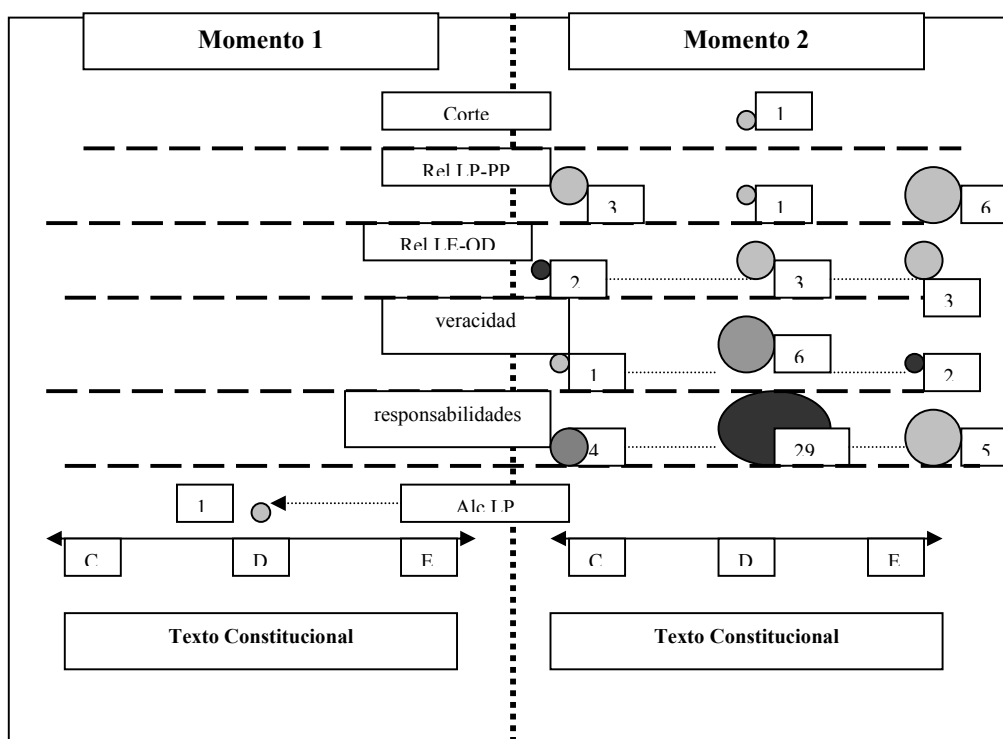 Momento 1
Momento 2
Corte
1
Rel LP-PP
3
1
6
Rel LE-OD
2
3
3
veracidad
1
6
2
responsabilidades
4
29
5
1
Alc LP
C
D
E
C
D
E
Texto Constitucional
Texto Constitucional